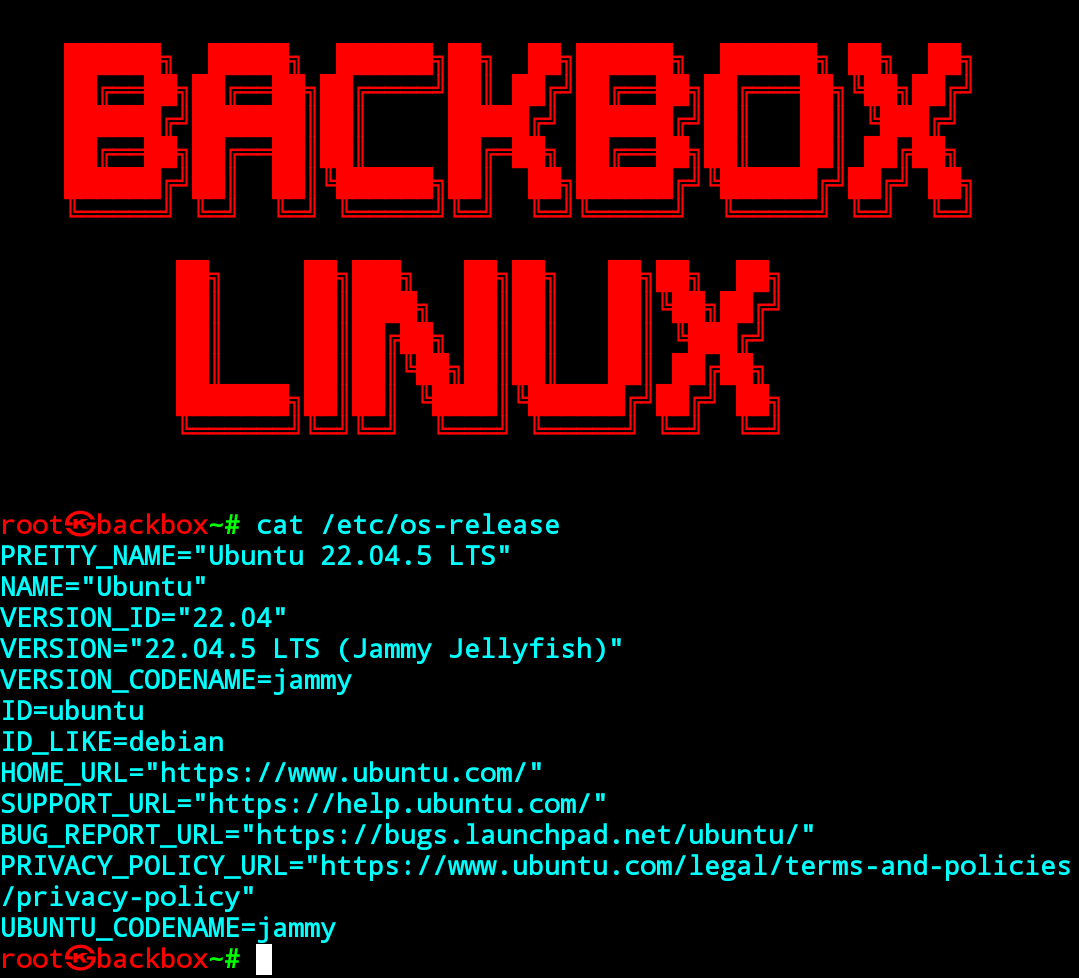 BACKBOX
LINUX
root㉿backbox~# cat /etc/os-release
PRETTY_NAME="Ubuntu 22.04.5 LTS"
NAME="Ubuntu"
VERSION_ID="22.04"
VERSION="22.04.5 LTS (Jammy Jellyfish)"
VERSION_CODENAME=jammy
ID=ubuntu
ID_LIKE=debian
HOME_URL="https://www.ubuntu.com/"
SUPPORT_URL="https://help.ubuntu.com/"
BUG_REPORT_URL="https://bugs.launchpad.net/ubuntu/"
PRIVACY_POLICY_URL="https://www.ubuntu.com/legal/terms-and-policies
/privacy-policy"
UBUNTU_CODENAME=jammy
root㉿backbox~#